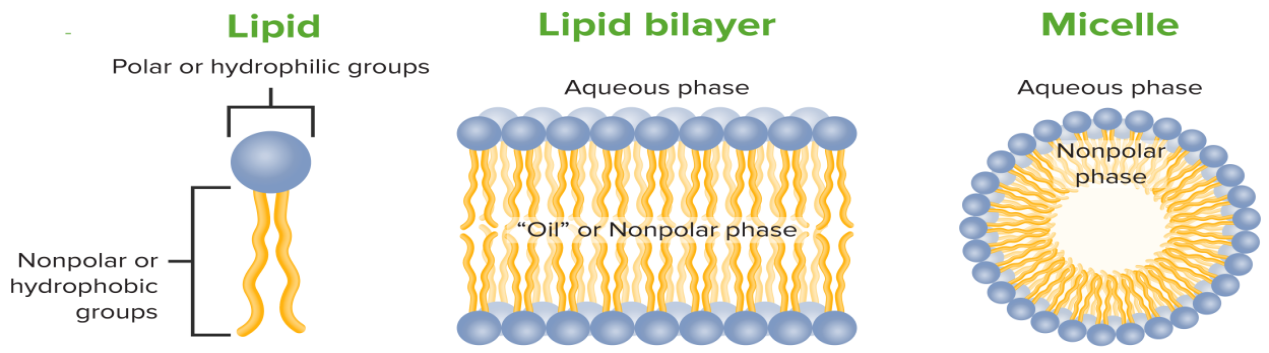 Lipid
Polar or hydrophilic groups
Nonpolar or
hydrophobic
groups
Lipid bilayer
Aqueous phase
“Oil” or Nonpolar phase
Micelle
Aqueous phase
Nonpolar
phase